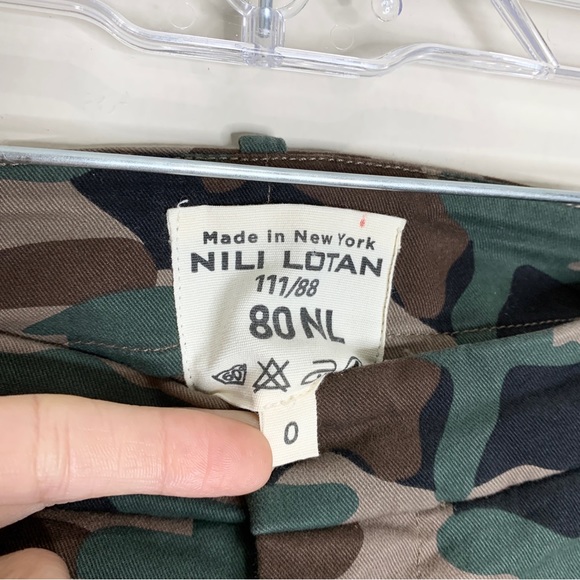 Made in New York
NILI LOTAN
111/88
80 NL
0